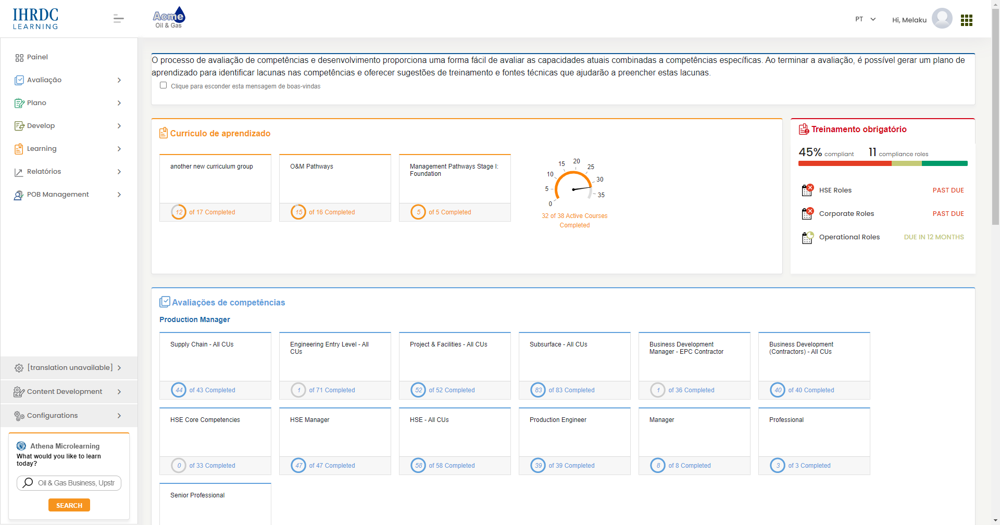 IHRDC
LEARNING
Acme
Oil & Gas
PT
Hi, Melaku
Painel
Avaliação
Plano
Develop
Learning
Relatórios
POB Management
[translation unavailable]
Content Development
Configurations
Athena Microlearning
What would you like to learn
today?
Oil & Gas Business, Upstr
SEARCH
O processo de avaliação de competências e desenvolvimento proporciona uma forma fácil de avaliar as capacidades atuais combinadas a competências específicas. Ao terminar a avaliação, é possível gerar um plano de
aprendizado para identificar lacunas nas competências e oferecer sugestões de treinamento e fontes técnicas que ajudarão a preencher estas lacunas.
Clique para esconder esta mensagem de boas-vindas
Currículo de aprendizado
another new curriculum group
12 of 17 Completed
O&M Pathways
15 of 16 Completed
Management Pathways Stage I:
Foundation
5 of 5 Completed
0
5
10
15
20
25
30
35
32 of 38 Active Courses
Completed
Treinamento obrigatório
45% compliant 11 compliance roles
HSE Roles PAST DUE
Corporate Roles PAST DUE
Operational Roles DUE IN 12 MONTHS
Avaliações de competências
Production Manager
Supply Chain - All CUs
44 of 43 Completed
Engineering Entry Level - All
CUs
1 of 71 Completed
Project & Facilities - All CUs
52 of 52 Completed
Subsurface - All CUs
83 of 83 Completed
Business Development
Manager - EPC Contractor
1 of 36 Completed
Business Development
(Contractors) - All CUs
40 of 40 Completed
HSE Core Competencies
0 of 33 Completed
HSE Manager
47 of 47 Completed
HSE - All CUs
58 of 58 Completed
Production Engineer
39 of 39 Completed
Manager
8 of 8 Completed
Professional
3 of 3 Completed
Senior Professional